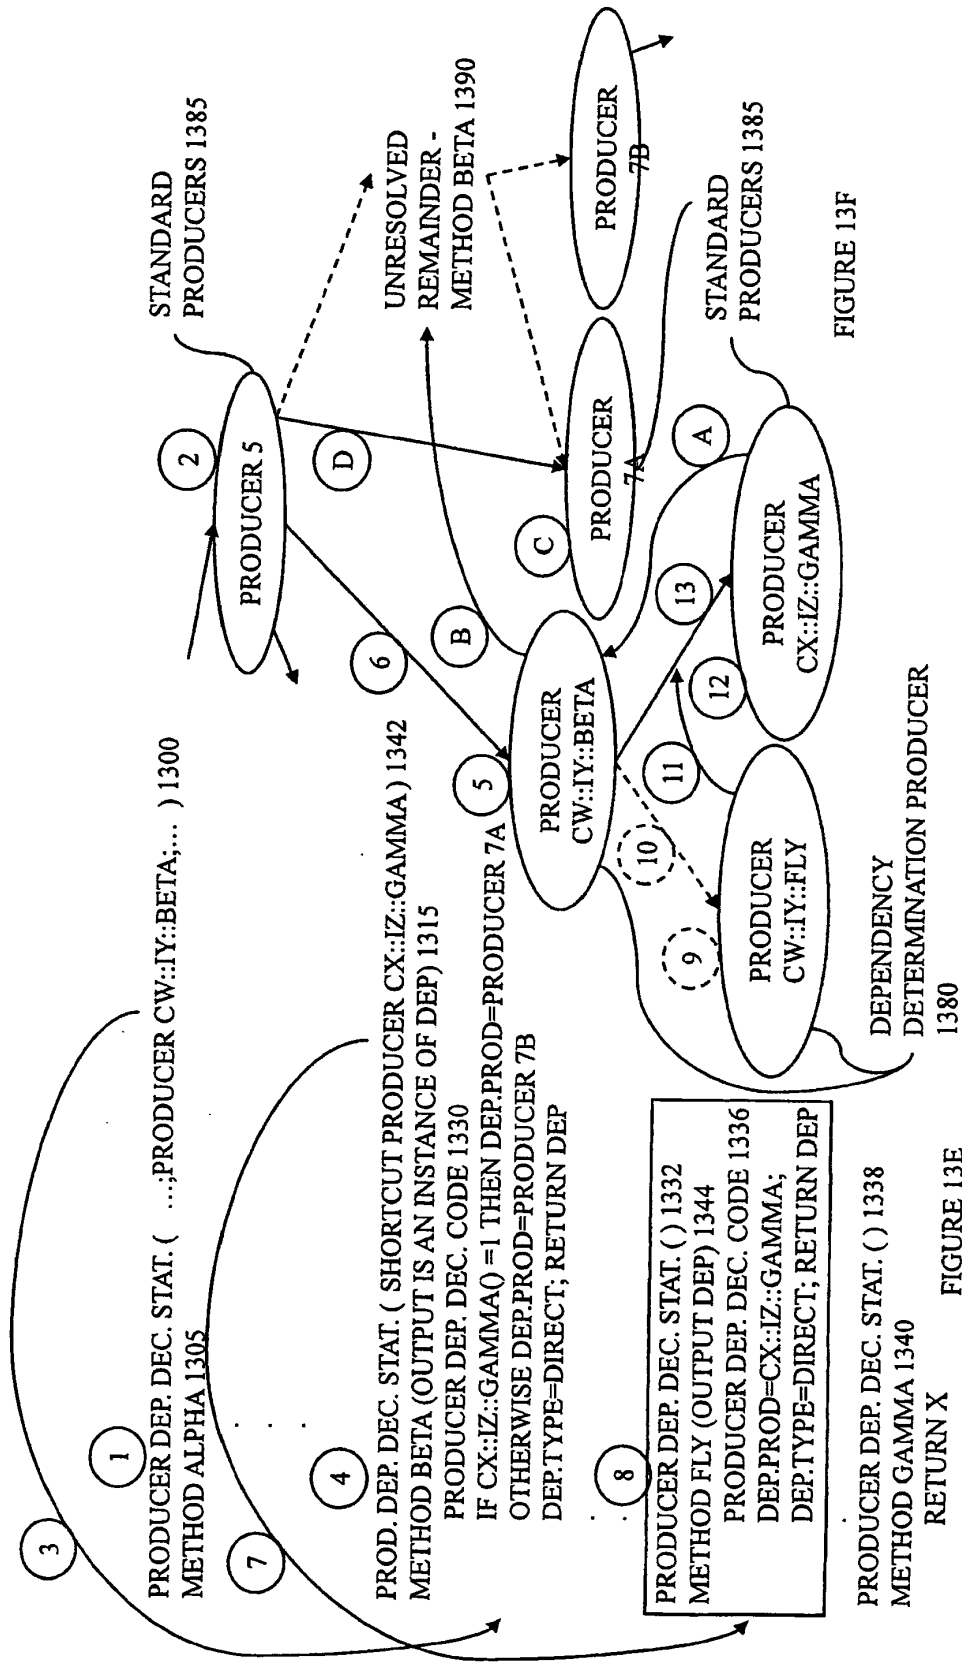 3
1
PRODUCER DEP. DEC. STAT. ( ...;PRODUCER CW::IY::BETA;... ) 1300
METHOD ALPHA 1305
7
4
PROD. DEP. DEC. STAT. ( SHORTCUT PRODUCER CX::IZ::GAMMA ) 1342
METHOD BETA (OUTPUT IS AN INSTANCE OF DEP) 1315
PRODUCER DEP. DEC. CODE 1330
IF CX::IZ::GAMMA() =1 THEN DEP.PROD=PRODUCER 7A
OTHERWISE DEP.PROD=PRODUCER 7B
DEP.TYPE=DIRECT; RETURN DEP
8
PRODUCER DEP. DEC. STAT. ( ) 1332
METHOD FLY (OUTPUT DEP) 1344
PRODUCER DEP. DEC. CODE 1336
DEP.PROD=CX::IZ::GAMMA;
DEP.TYPE=DIRECT; RETURN DEP
PRODUCER DEP. DEC. STAT. ( ) 1338
METHOD GAMMA 1340
RETURN X
FIGURE 13E
STANDARD
PRODUCERS 1385
2
PRODUCER 5
D
6
B
UNRESOLVED
REMAINDER -
METHOD BETA 1390
5
PRODUCER
CW::IY::BETA
C
PRODUCER
7A
PRODUCER
7B
10
9
11
12
13
A
PRODUCER
CW::IY::FLY
PRODUCER
CX::IZ::GAMMA
STANDARD
PRODUCERS 1385
DEPENDENCY
DETERMINATION PRODUCER
1380
FIGURE 13F